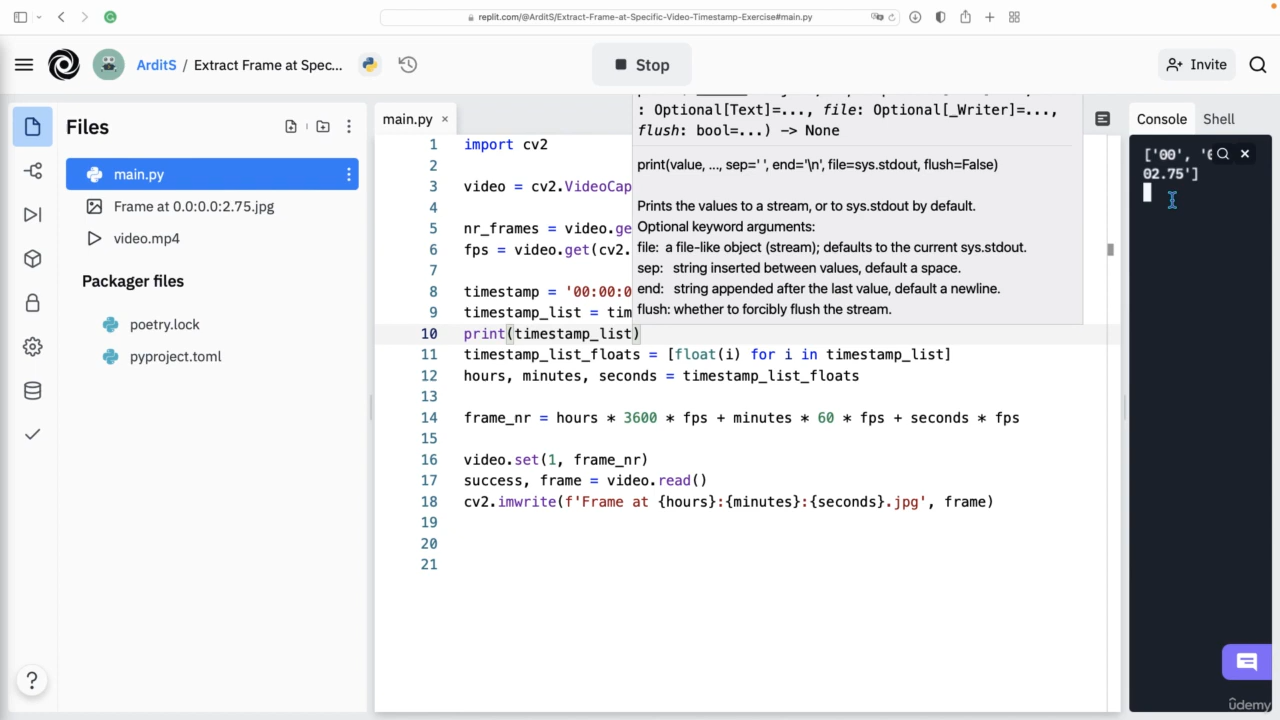 replit.com/@ArditS/Extract-Frame-at-Specific-Video-Timestamp-Exercise#main.py
ArditS / Extract Frame at Spec...
Stop
Invite
Files
main.py
Frame at 0.0:0.0:2.75.jpg
video.mp4
Packager files
poetry.lock
pyproject.toml
main.py ×
1 import cv2
2
3 video = cv2.VideoCap
4
5 nr_frames = video.ge
6 fps = video.get(cv2.
7
8 timestamp = '00:00:0
9 timestamp_list = tim
10 print(timestamp_list)
11 timestamp_list_floats = [float(i) for i in timestamp_list]
12 hours, minutes, seconds = timestamp_list_floats
13
14 frame_nr = hours * 3600 * fps + minutes * 60 * fps + seconds * fps
15
16 video.set(1, frame_nr)
17 success, frame = video.read()
18 cv2.imwrite(f'Frame at {hours}:{minutes}:{seconds}.jpg', frame)
19
20
21
: Optional[Text]=..., file: Optional[_Writer]=...,
flush: bool=...) -> None
print(value, ..., sep=' ', end='\n', file=sys.stdout, flush=False)
Prints the values to a stream, or to sys.stdout by default.
Optional keyword arguments:
file: a file-like object (stream); defaults to the current sys.stdout.
sep: string inserted between values, default a space.
end: string appended after the last value, default a newline.
flush: whether to forcibly flush the stream.
Console Shell
['00', '0
02.75']
?
ûdemy